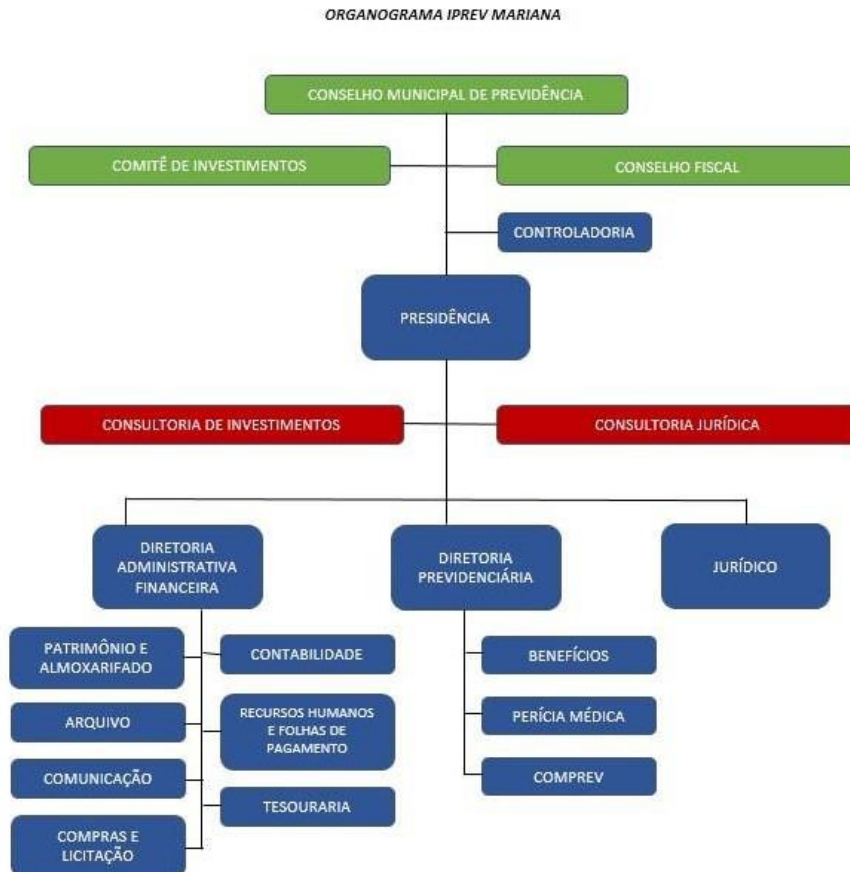 ORGANOGRAMA IPREV MARIANA
CONSELHO MUNICIPAL DE PREVIDÊNCIA
COMITÊ DE INVESTIMENTOS
CONSELHO FISCAL
CONTROLADORIA
PRESIDÊNCIA
CONSULTORIA DE INVESTIMENTOS
CONSULTORIA JURÍDICA
DIRETORIA
ADMINISTRATIVA
FINANCEIRA
DIRETORIA
PREVIDENCIÁRIA
JURÍDICO
PATRIMÔNIO E
ALMOXARIFADO
CONTABILIDADE
BENEFÍCIOS
ARQUIVO
RECURSOS HUMANOS
E FOLHAS DE
PAGAMENTO
PERÍCIA MÉDICA
COMUNICAÇÃO
TESOURARIA
COMPREV
COMPRAS E
LICITAÇÃO